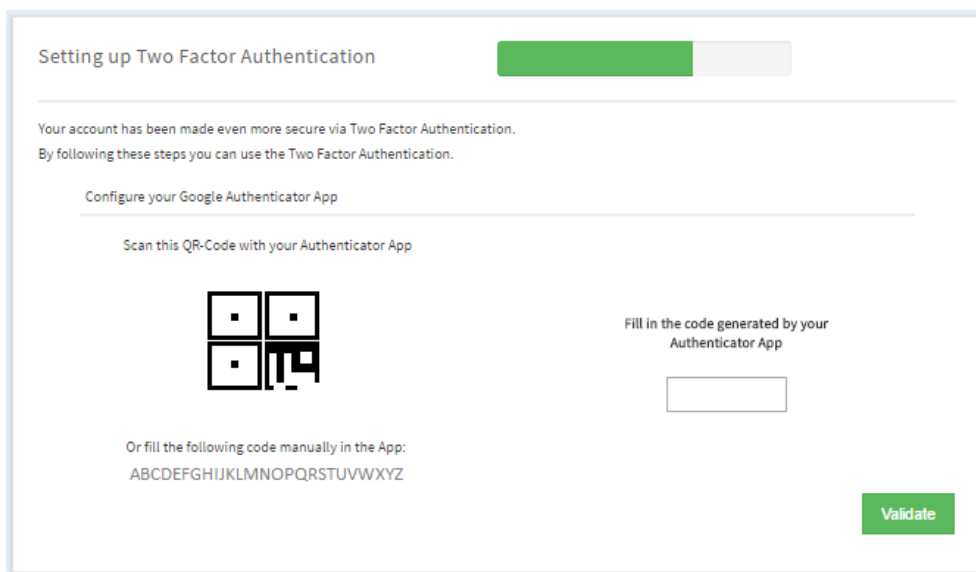 Setting up Two Factor Authentication
Your account has been made even more secure via Two Factor Authentication.
By following these steps you can use the Two Factor Authentication.
Configure your Google Authenticator App
Scan this QR-Code with your Authenticator App
Fill in the code generated by your
Authenticator App
Or fill the following code manually in the App:
ABCDEFGHIJKLMNOPQRSTUVWXYZ
Validate